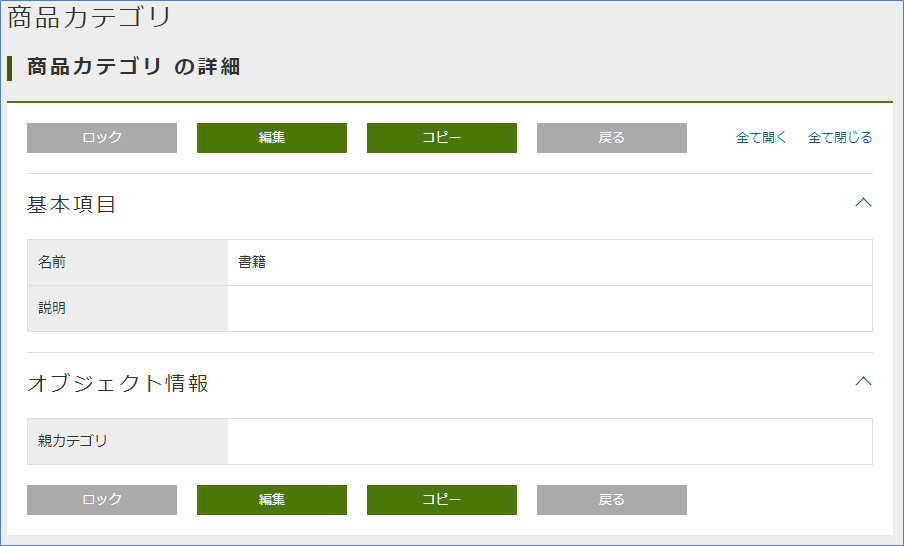 商品カテゴリ
商品カテゴリ の詳細
ロック 編集 コピー 戻る 全て開く 全て閉じる
基本項目
名前 書籍
説明
オブジェクト情報
親カテゴリ
ロック 編集 コピー 戻る